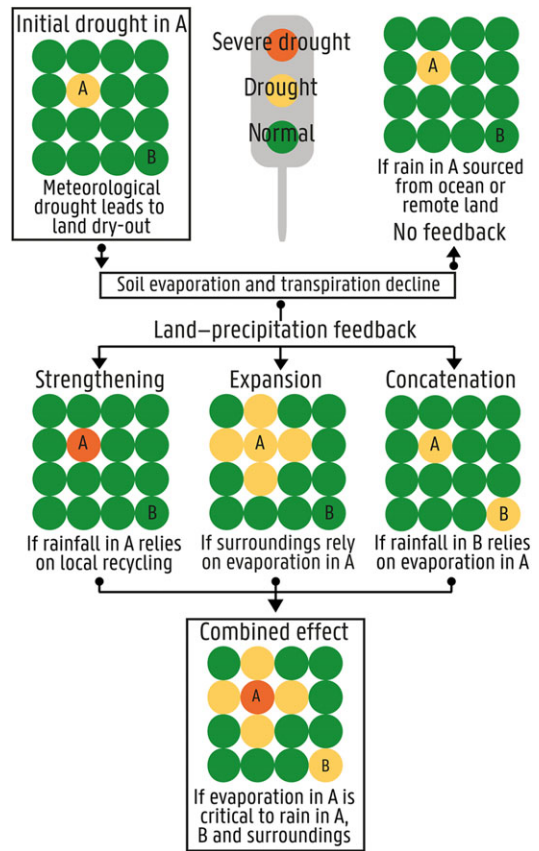 Initial drought in A
A
B
Meteorological
drought leads to
land dry-out
Severe drought
Drought
Normal
A
B
If rain in A sourced
from ocean or
remote land
No feedback
Soil evaporation and transpiration decline
Land–precipitation feedback
Strengthening
A
B
If rainfall in A relies
on local recycling
Expansion
A
B
If surroundings rely
on evaporation in A
Concatenation
A
B
If rainfall in B relies
on evaporation in A
Combined effect
A
B
If evaporation in A is
critical to rain in A,
B and surroundings